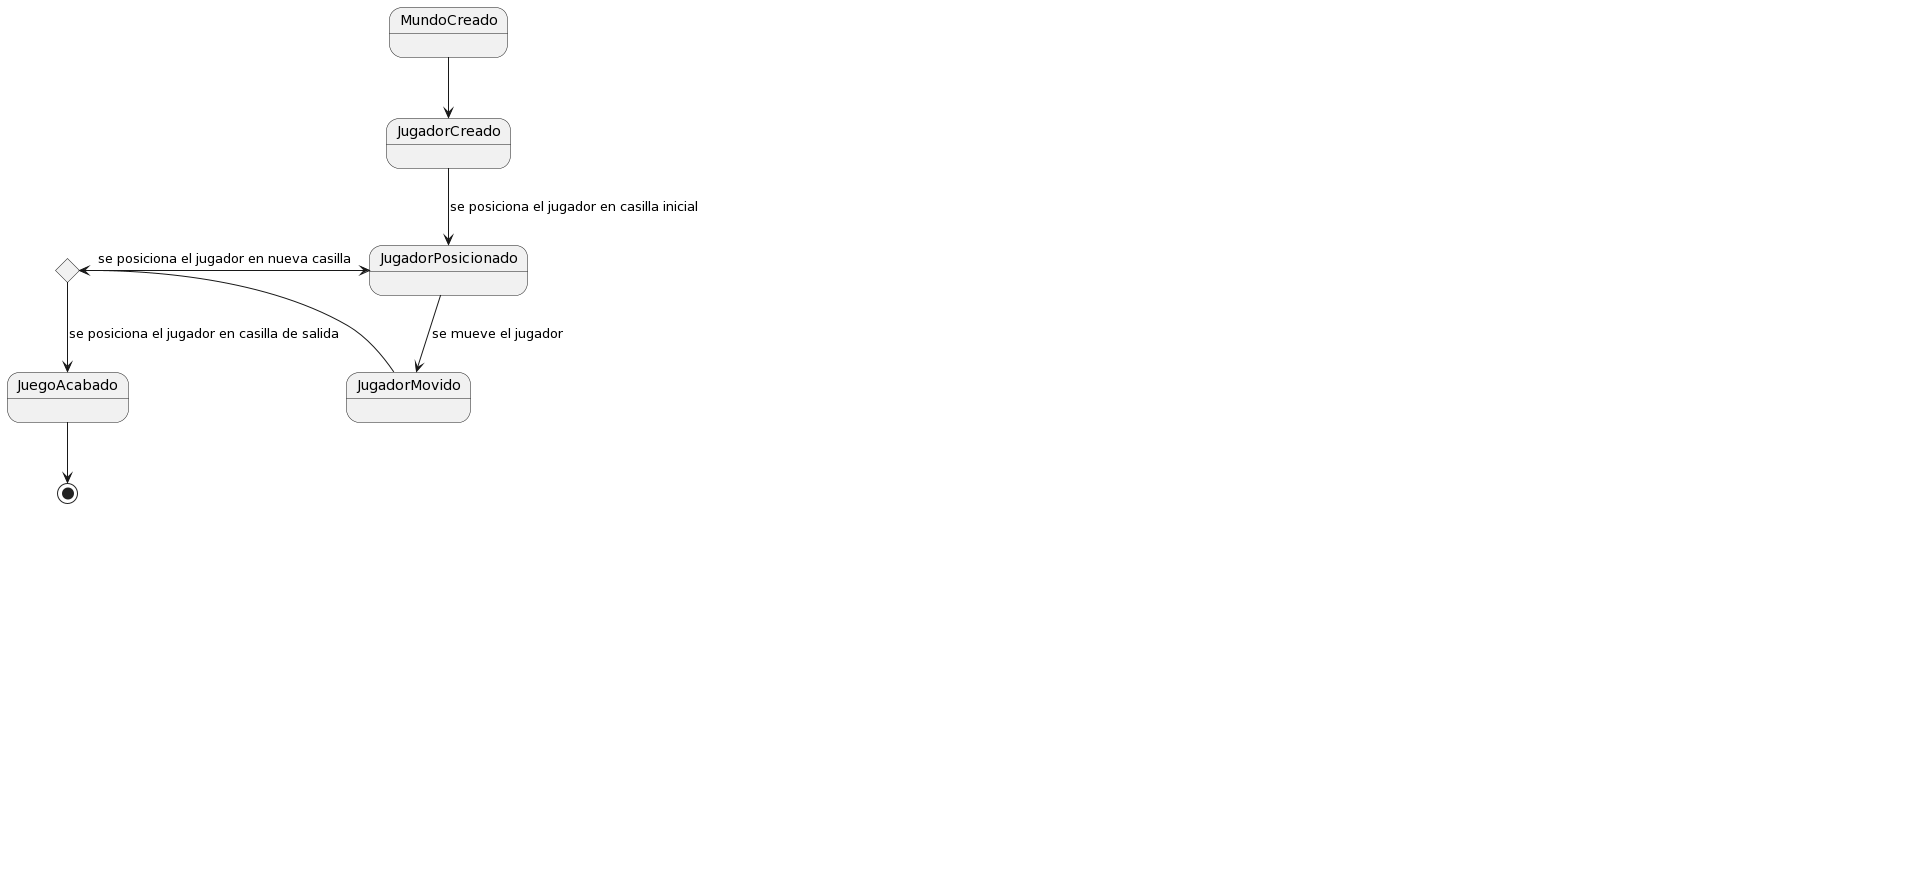 MundoCreado
JugadorCreado
se posiciona el jugador en casilla inicial
se posiciona el jugador en nueva casilla
JugadorPosicionado
se posiciona el jugador en casilla de salida
se mueve el jugador
JuegoAcabado
JugadorMovido